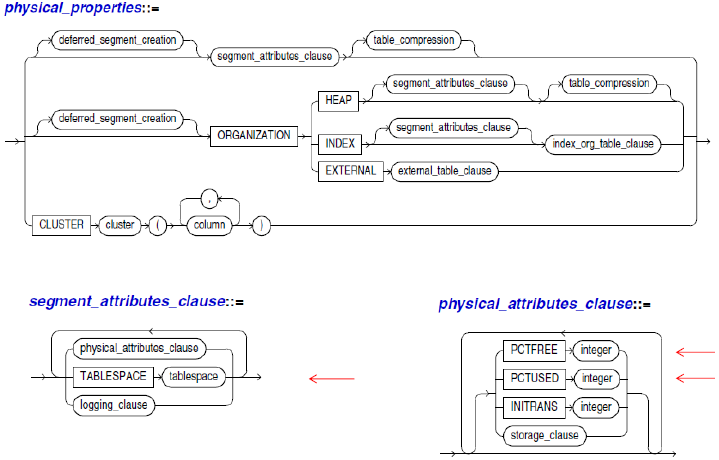 physical_properties::=
deferred_segment_creation
segment_attributes_clause
table_compression
deferred_segment_creation
ORGANIZATION
HEAP
segment_attributes_clause
table_compression
INDEX
segment_attributes_clause
index_org_table_clause
EXTERNAL
external_table_clause
CLUSTER
cluster
(
,
column
)
segment_attributes_clause::=
physical_attributes_clause
TABLESPACE
tablespace
logging_clause
physical_attributes_clause::=
PCTFREE
integer
PCTUSED
integer
INITRANS
integer
storage_clause